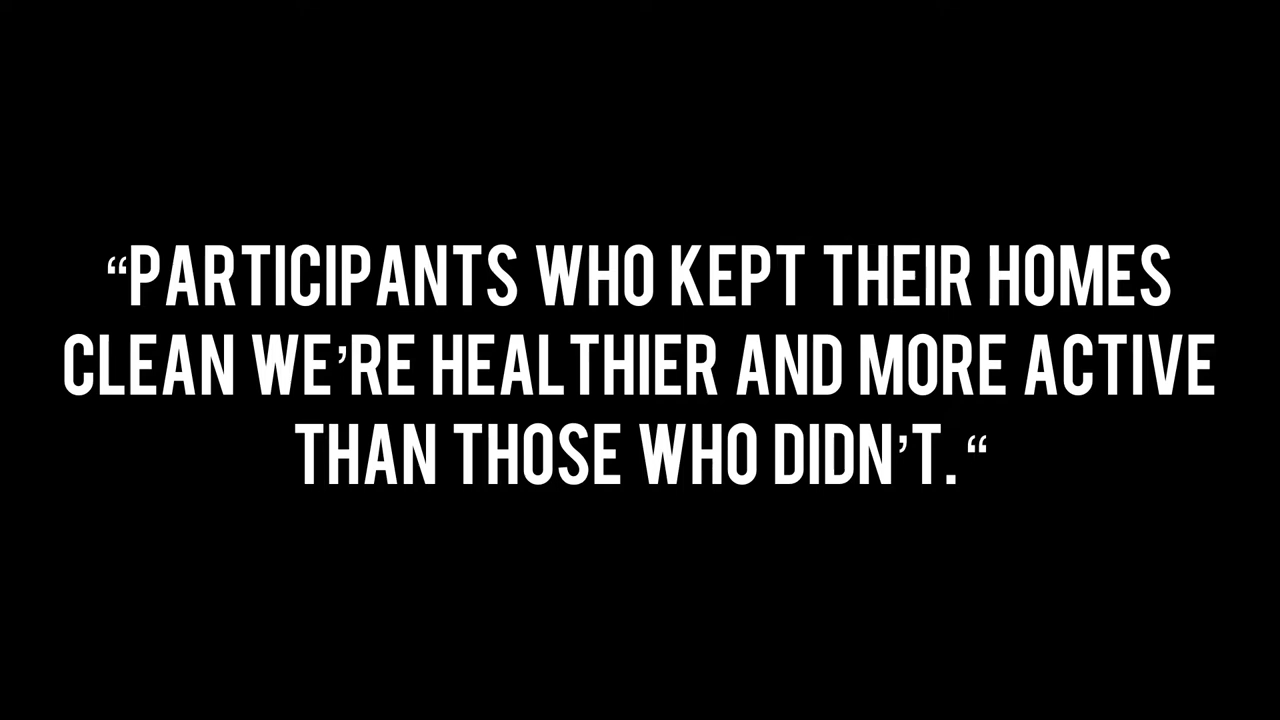 “PARTICIPANTS WHO KEPT THEIR HOMES
CLEAN WE’RE HEALTHIER AND MORE ACTIVE
THAN THOSE WHO DIDN’T. “